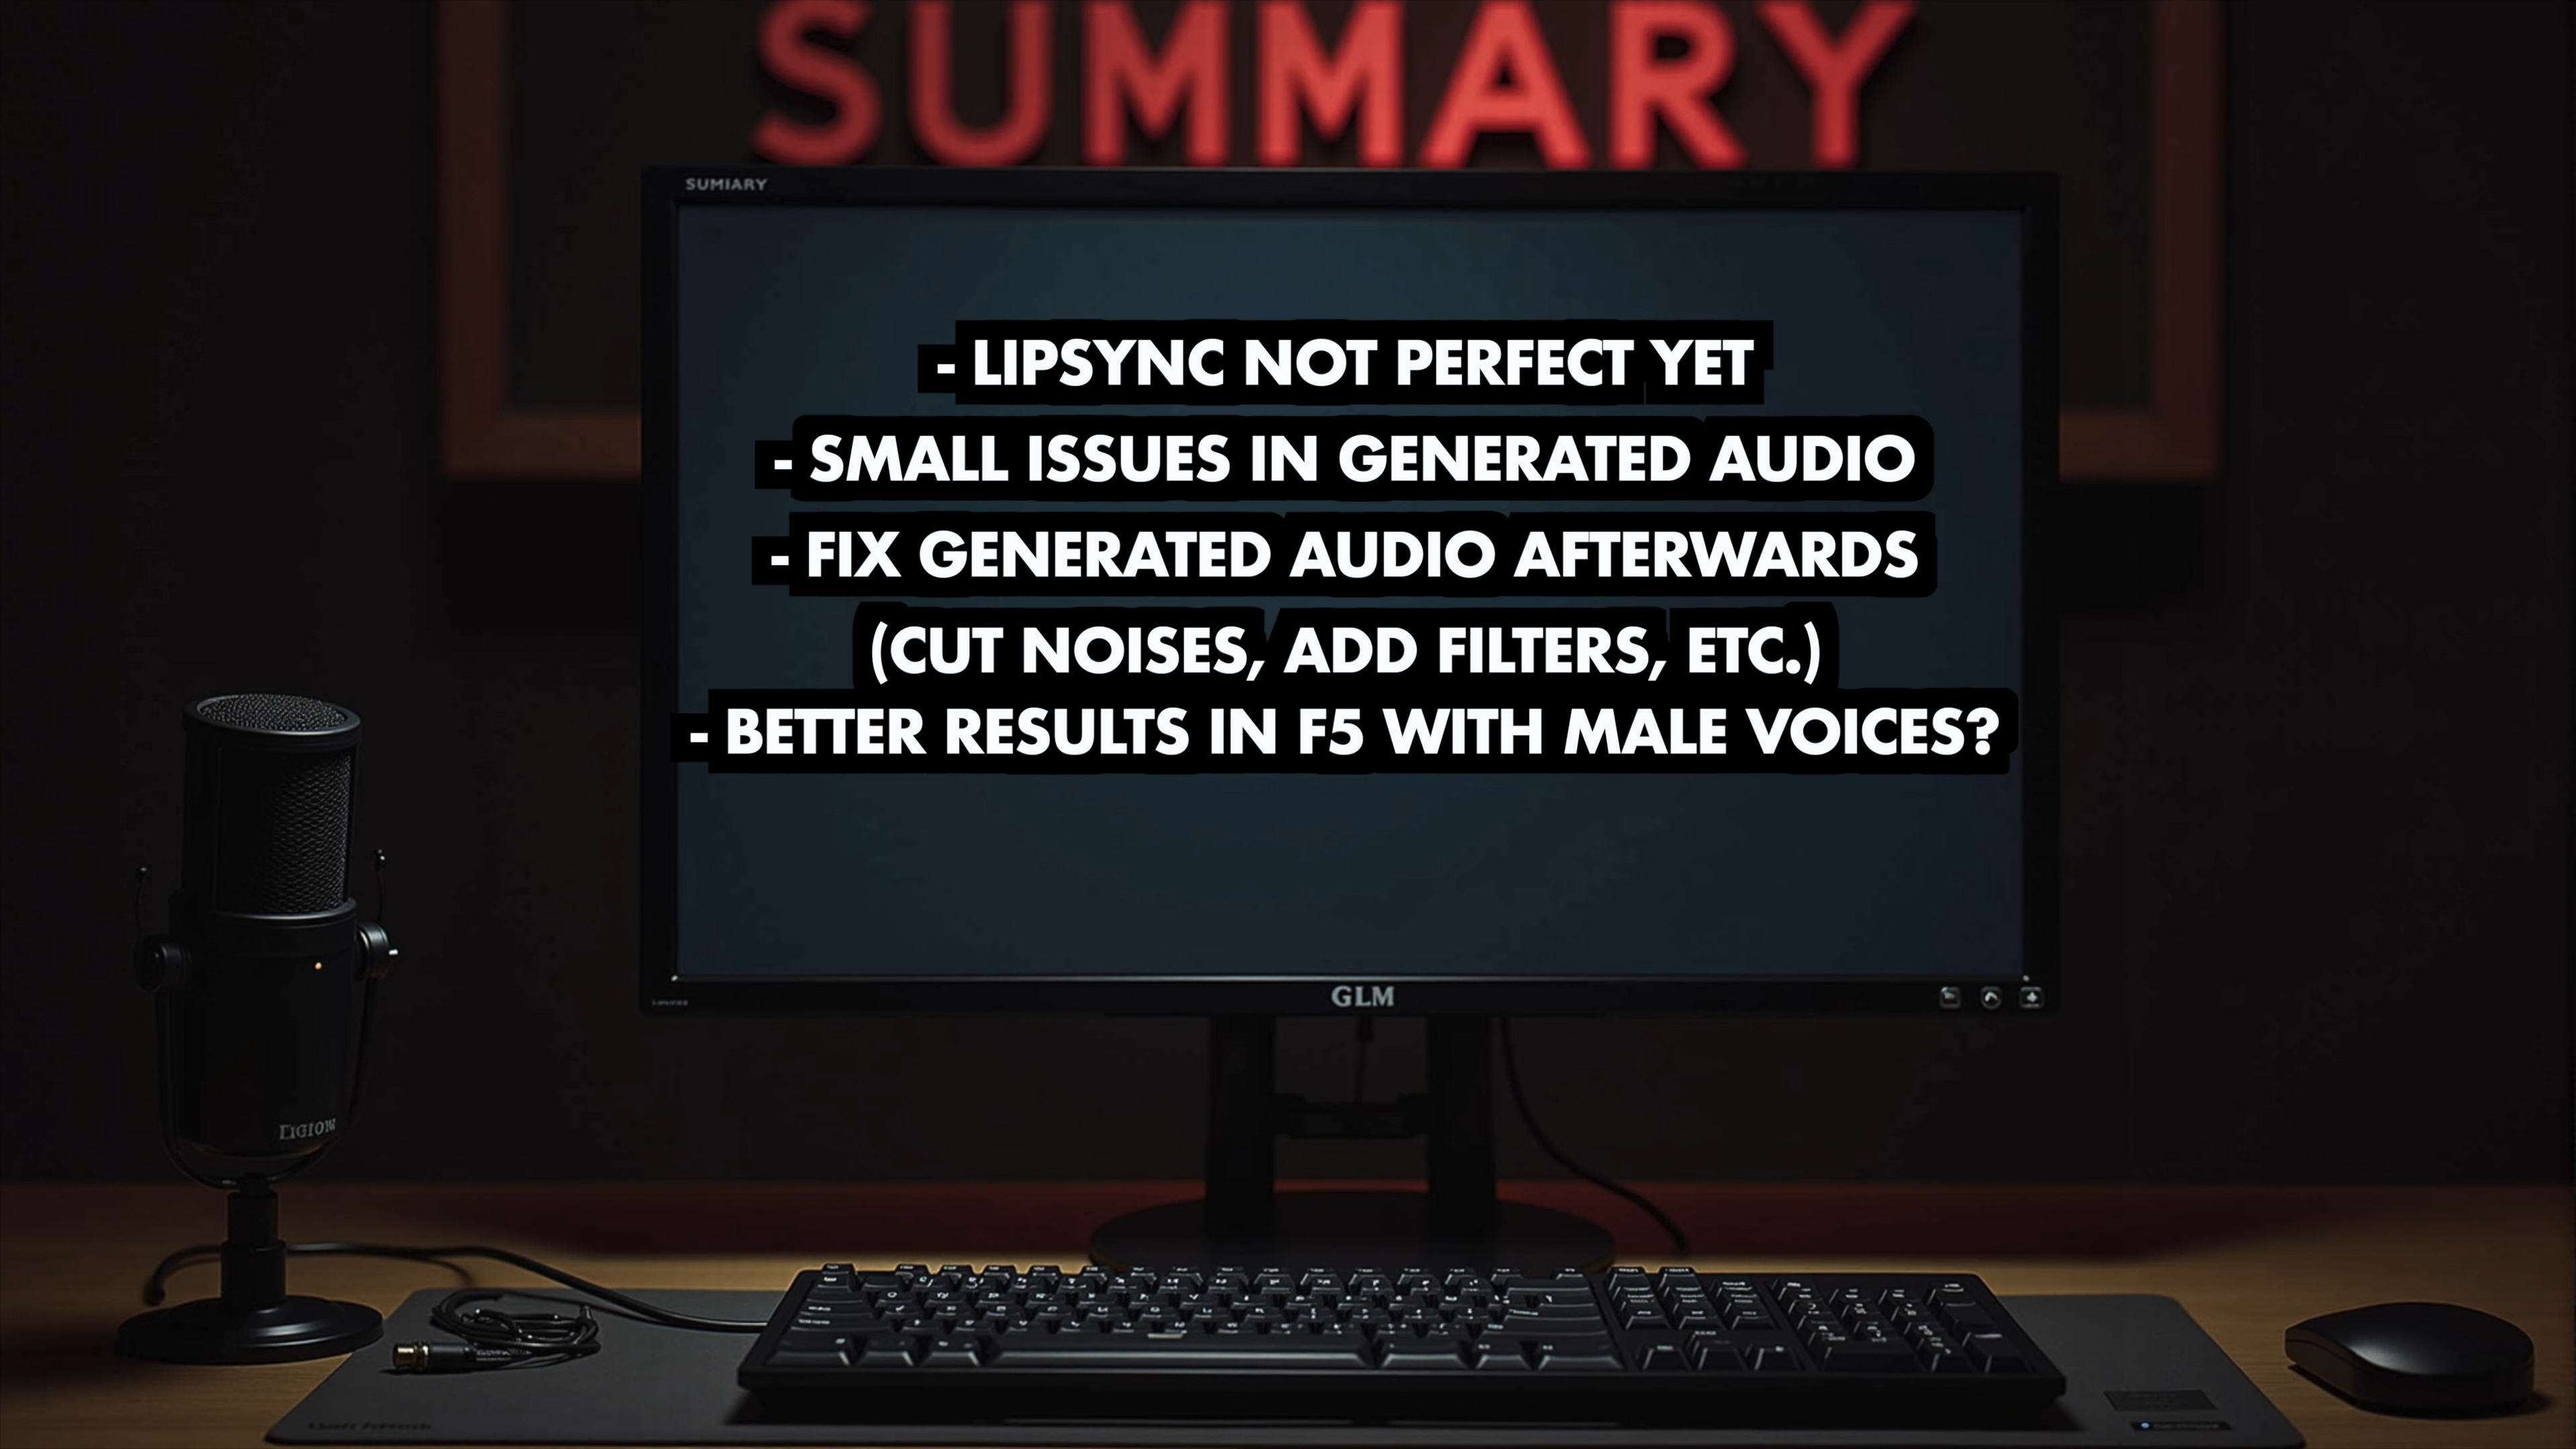 SUMMARY
SUMIARY
- LIPSYNC NOT PERFECT YET
- SMALL ISSUES IN GENERATED AUDIO
- FIX GENERATED AUDIO AFTERWARDS
(CUT NOISES, ADD FILTERS, ETC.)
- BETTER RESULTS IN F5 WITH MALE VOICES?
GLM